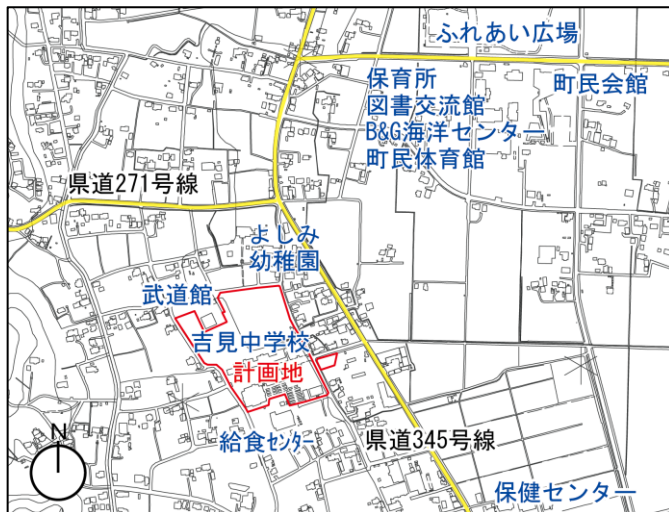 ふれあい広場
保育所
町民会館
図書交流館
B&G海洋センター
町民体育館
県道271号線
よしみ
幼稚園
武道館
吉見中学校
計画地
給食センター
県道345号線
N
保健センター